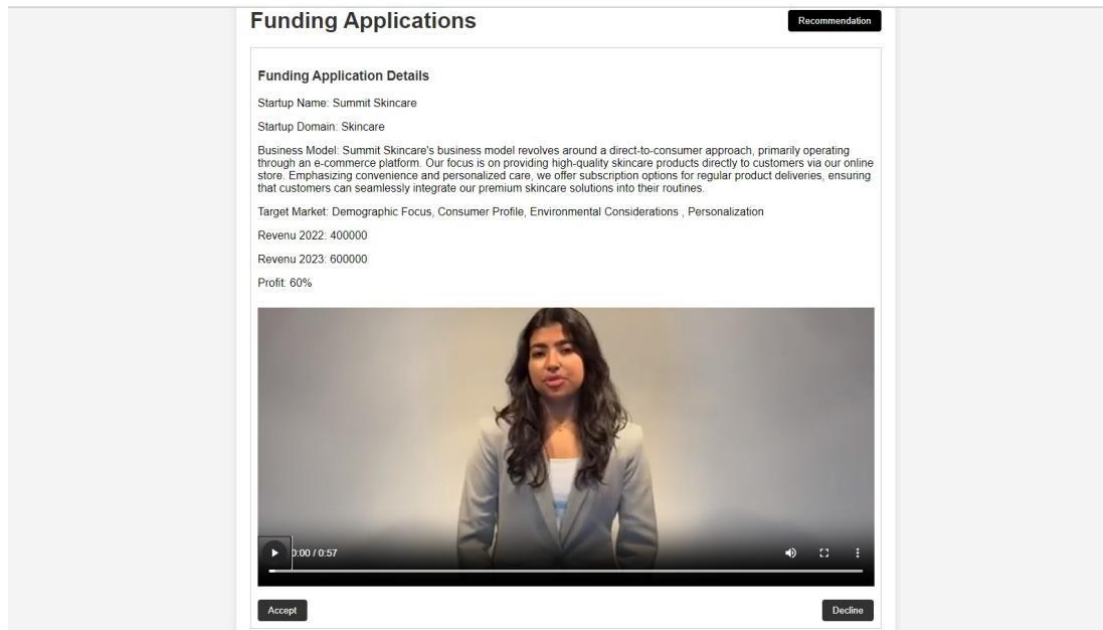 Funding Applications
Recommendation
Funding Application Details
Startup Name: Summit Skincare
Startup Domain: Skincare
Business Model: Summit Skincare's business model revolves around a direct-to-consumer approach, primarily operating
through an e-commerce platform. Our focus is on providing high-quality skincare products directly to customers via our online
store. Emphasizing convenience and personalized care, we offer subscription options for regular product deliveries, ensuring
that customers can seamlessly integrate our premium skincare solutions into their routines.
Target Market: Demographic Focus, Consumer Profile, Environmental Considerations , Personalization
Revenu 2022: 400000
Revenu 2023: 600000
Profit: 60%
0:00 / 0:57
Accept
Decline